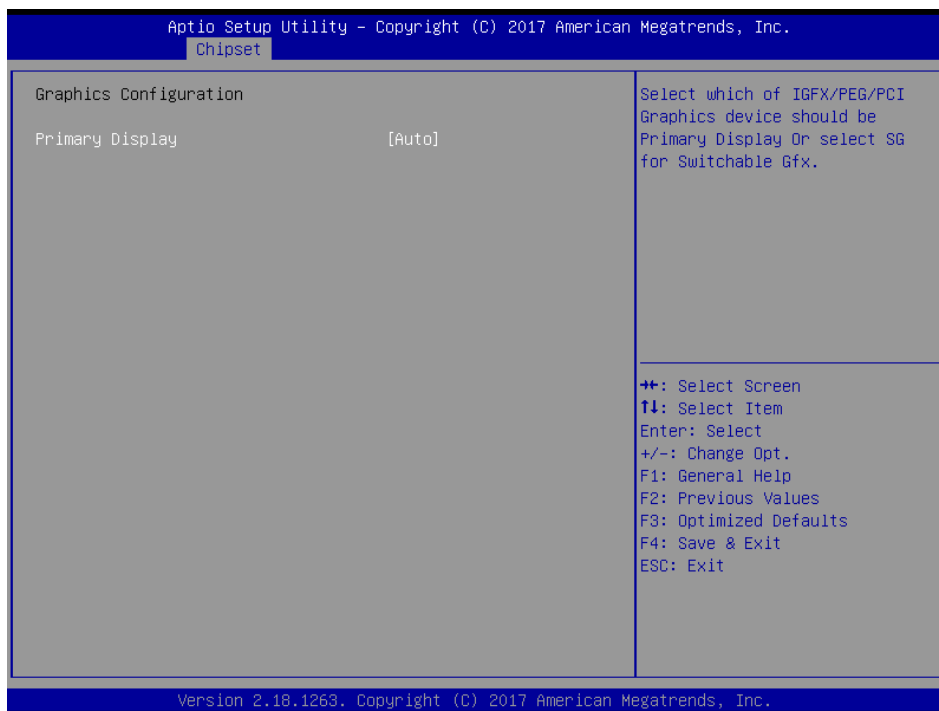 Aptio Setup Utility – Copyright (C) 2017 American Megatrends, Inc.
Chipset
Graphics Configuration
Primary Display [Auto]
Select which of IGFX/PEG/PCI
Graphics device should be
Primary Display Or select SG
for Switchable Gfx.
→←: Select Screen
↑↓: Select Item
Enter: Select
+/-: Change Opt.
F1: General Help
F2: Previous Values
F3: Optimized Defaults
F4: Save & Exit
ESC: Exit
Version 2.18.1263. Copyright (C) 2017 American Megatrends, Inc.